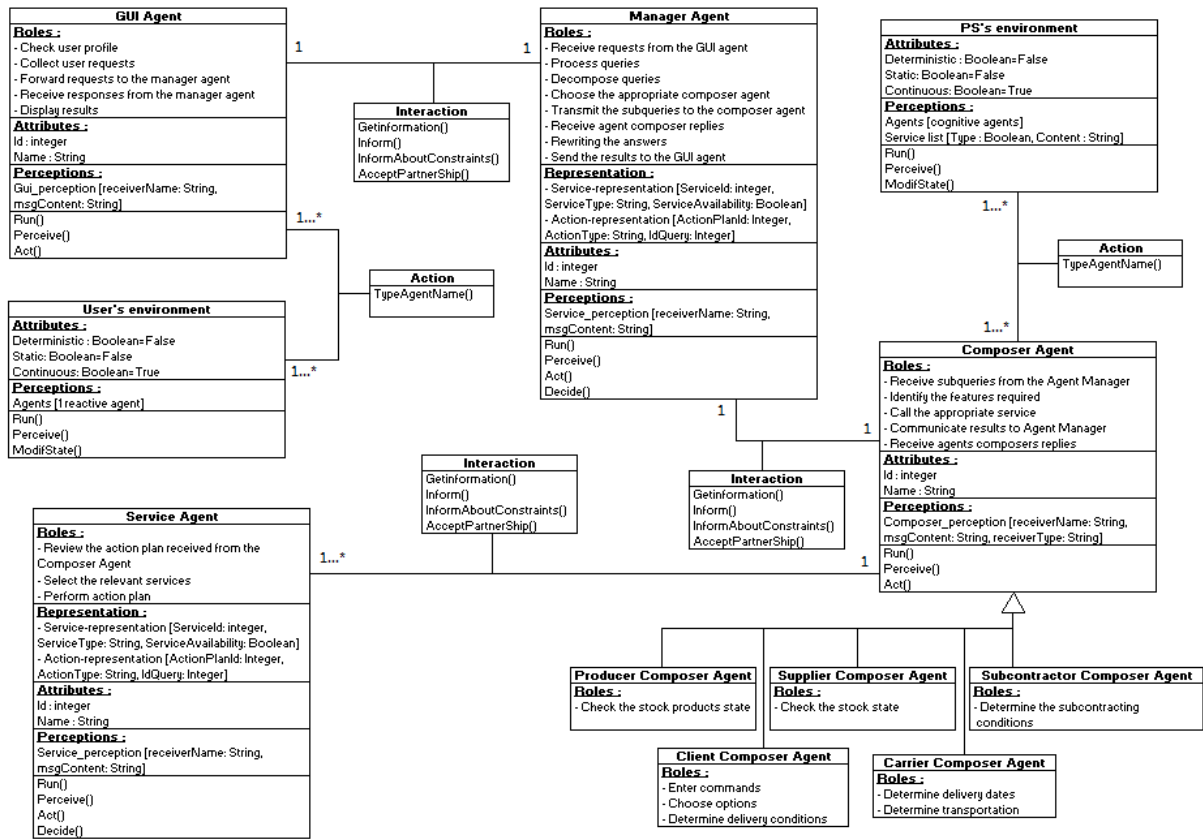 GUI Agent
Roles :
- Check user profile
- Collect user requests
- Forward requests to the manager agent
- Receive responses from the manager agent
- Display results
Attributes :
Id : integer
Name : String
Perceptions :
Gui_perception [receiverName: String,
msgContent: String]
Run()
Perceive()
Act()
1
1
Interaction
GetInformation()
Inform()
InformAboutConstraints()
AcceptPartnerShip()
Manager Agent
Roles :
- Receive requests from the GUI agent
- Process queries
- Decompose queries
- Choose the appropriate composer agent
- Transmit the subqueries to the composer agent
- Receive agent composer replies
- Rewriting the answers
- Send the results to the GUI agent
Representation :
- Service-representation [ServiceId: integer,
ServiceType: String, ServiceAvailability: Boolean]
- Action-representation [ActionPlanId: Integer,
ActionType: String, IdQuery: Integer]
Attributes :
Id : integer
Name : String
Perceptions :
Service_perception [receiverName: String,
msgContent: String]
Run()
Perceive()
Act()
Decide()
PS's environment
Attributes :
Deterministic : Boolean=False
Static: Boolean=False
Continuous: Boolean=True
Perceptions :
Agents [cognitive agents]
Service list [Type : Boolean, Content : String]
Run()
Perceive()
ModifState()
1...*
Action
TypeAgentName()
1...*
1...*
Action
TypeAgentName()
1...*
User's environment
Attributes :
Deterministic : Boolean=False
Static: Boolean=False
Continuous: Boolean=True
Perceptions :
Agents [1reactive agent]
Run()
Perceive()
ModifState()
Composer Agent
Roles :
- Receive subqueries from the Agent Manager
- Identify the features required
- Call the appropriate service
- Communicate results to Agent Manager
- Receive agents composers replies
Attributes :
Id : integer
Name : String
Perceptions :
Composer_perception [receiverName: String,
msgContent: String, receiverType: String]
Run()
Perceive()
Act()
1
1
Interaction
GetInformation()
Inform()
InformAboutConstraints()
AcceptPartnerShip()
Interaction
GetInformation()
Inform()
InformAboutConstraints()
AcceptPartnerShip()
1...*
1
Service Agent
Roles :
- Review the action plan received from the
Composer Agent
- Select the relevant services
- Perform action plan
Representation :
- Service-representation [ServiceId: integer,
ServiceType: String, ServiceAvailability: Boolean]
- Action-representation [ActionPlanId: Integer,
ActionType: String, IdQuery: Integer]
Attributes :
Id : integer
Name : String
Perceptions :
Service_perception [receiverName: String,
msgContent: String]
Run()
Perceive()
Act()
Decide()
Producer Composer Agent
Roles :
- Check the stock products state
Supplier Composer Agent
Roles :
- Check the stock state
Subcontractor Composer Agent
Roles :
- Determine the subcontracting
conditions
Client Composer Agent
Roles :
- Enter commands
- Choose options
- Determine delivery conditions
Carrier Composer Agent
Roles :
- Determine delivery dates
- Determine transportation